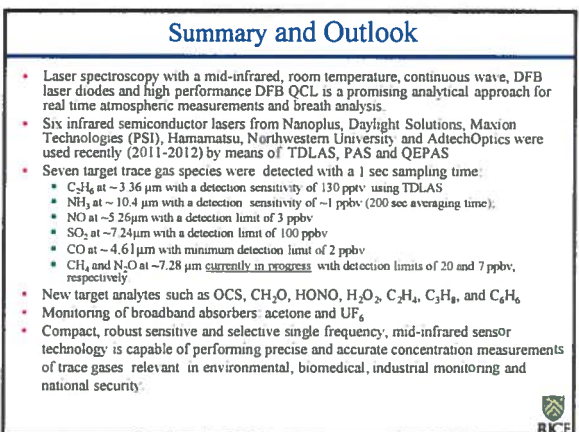 Summary and Outlook
• Laser spectroscopy with a mid-infrared, room temperature, continuous wave, DFB
laser diodes and high performance DFB QCL is a promising analytical approach for
real time atmospheric measurements and breath analysis.
• Six infrared semiconductor lasers from Nanoplus, Daylight Solutions, Maxion
Technologies (PSI), Hamamatsu, Northwestern University and AdtechOptics were
used recently (2011-2012) by means of TDLAS, PAS and QEPAS
• Seven target trace gas species were detected with a 1 sec sampling time:
▪ C₂H₆ at ~ 3.36 µm with a detection sensitivity of 130 pptv using TDLAS
▪ NH₃ at ~ 10.4 µm with a detection sensitivity of ~1 ppbv (200 sec averaging time);
▪ NO at ~5.26µm with a detection limit of 3 ppbv
▪ SO₂ at ~7.24µm with a detection limit of 100 ppbv
▪ CO at ~ 4.61µm with minimum detection limit of 2 ppbv
▪ CH₄ and N₂O at ~7.28 µm currently in progress with detection limits of 20 and 7 ppbv,
respectively
• New target analytes such as OCS, CH₂O, HONO, H₂O₂, C₂H₄, C₃H₈, and C₆H₆
• Monitoring of broadband absorbers: acetone and UF₆
• Compact, robust sensitive and selective single frequency, mid-infrared sensor
technology is capable of performing precise and accurate concentration measurements
of trace gases relevant in environmental, biomedical, industrial monitoring and
national security.
RICE